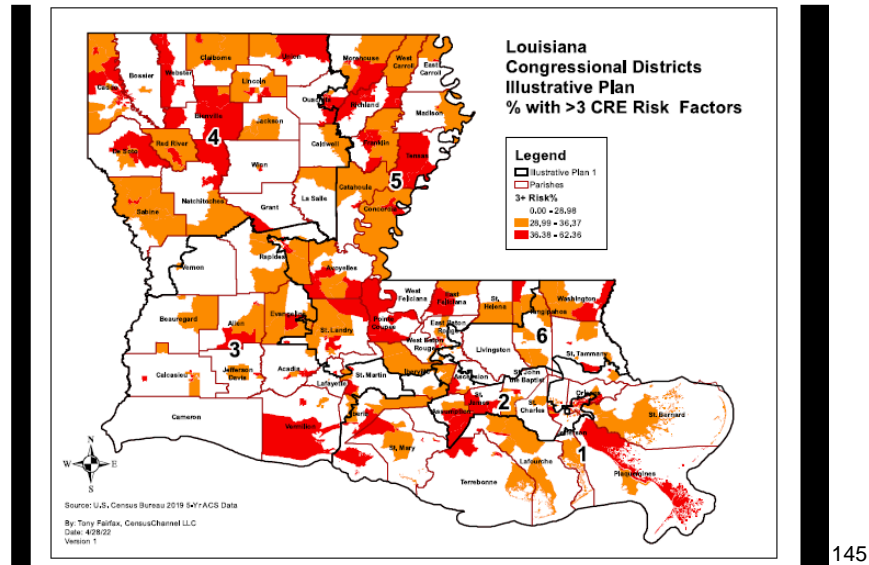 Louisiana
Congressional Districts
Illustrative Plan
% with >3 CRE Risk Factors
Legend
Illustrative Plan 1
Parishes
3+ Risk%
0.00 - 28.98
28.99 - 36.37
36.38 - 62.36
Claiborne
Union
Morehouse
West
Carroll
East
Carroll
Bossier
Webster
Lincoln
Caddo
Ouachita
Richland
Madison
Bienville
Jackson
4
De Soto
Red River
Caldwell
Franklin
Tensas
Winn
5
Natchitoches
La Salle
Catahoula
Sabine
Grant
Concordia
Vernon
Rapides
Avoyelles
West
Feliciana
East
Feliciana
St.
Helena
Washington
Tangipahoa
Beauregard
Allen
Evangeline
St. Landry
Pointe
Coupee
East Baton
Rouge
6
West Baton
Rouge
Livingston
3
St. Tammany
Calcasieu
Jefferson
Davis
Acadia
Lafayette
St. Martin
Iberville
Ascension
St. John
the Baptist
Orleans
Cameron
Vermilion
Iberia
Assumption
St.
James
2
St.
Charles
St. Bernard
Jefferson
St. Mary
Lafourche
1
Plaquemines
Terrebonne
N
W
E
S
Source: U.S. Census Bureau 2019 5-Yr ACS Data
By: Tony Fairfax, CensusChannel LLC
Date: 4/28/22
Version 1
145